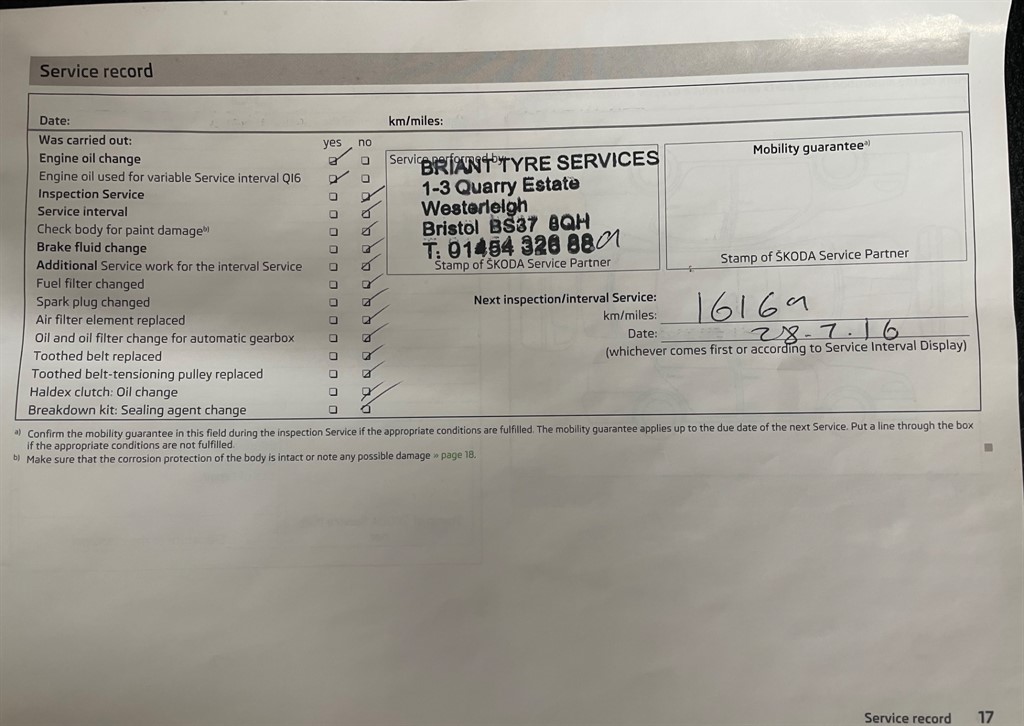 Service record
Date: km/miles:
Was carried out: yes no
Engine oil change
Engine oil used for variable Service interval QI6
Inspection Service
Service interval
Check body for paint damageb)
Brake fluid change
Additional Service work for the interval Service
Fuel filter changed
Spark plug changed
Air filter element replaced
Oil and oil filter change for automatic gearbox
Toothed belt replaced
Toothed belt-tensioning pulley replaced
Haldex clutch: Oil change
Breakdown kit: Sealing agent change
Service performed by:
BRIANT TYRE SERVICES
1-3 Quarry Estate
Westerleigh
Bristol BS37 8QH
T: 01454 326 88
Stamp of ŠKODA Service Partner
Mobility guaranteea)
Stamp of ŠKODA Service Partner
Next inspection/interval Service:
km/miles: 16169
Date: 28.7.16
(whichever comes first or according to Service Interval Display)
a) Confirm the mobility guarantee in this field during the inspection Service if the appropriate conditions are fulfilled. The mobility guarantee applies up to the due date of the next Service. Put a line through the box
if the appropriate conditions are not fulfilled.
b) Make sure that the corrosion protection of the body is intact or note any possible damage » page 18.
Service record 17